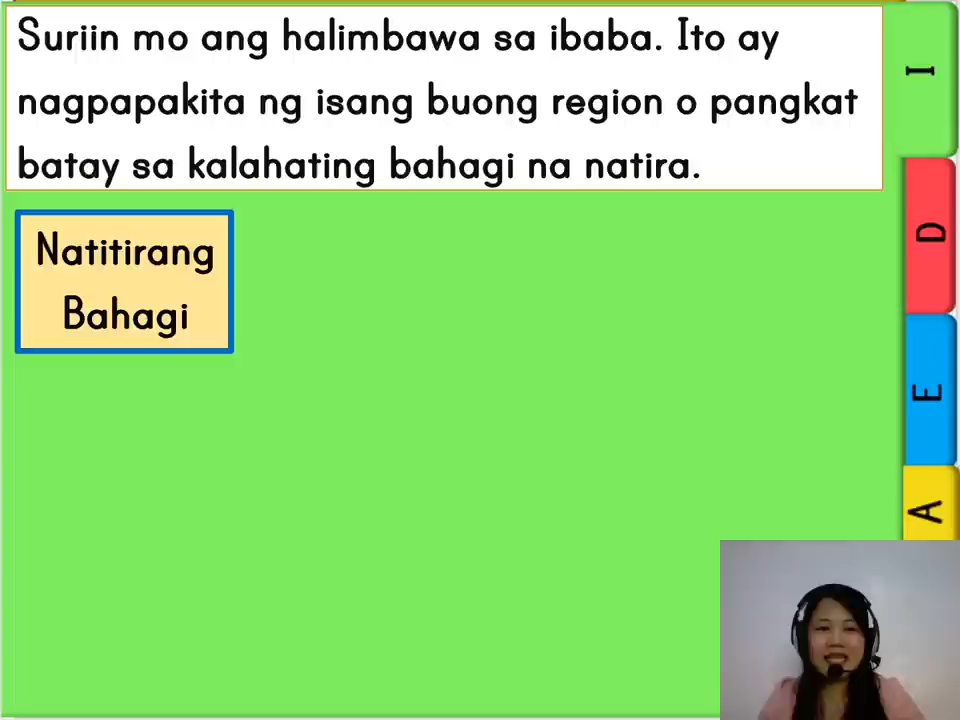 Suriin mo ang halimbawa sa ibaba. Ito ay
nagpapakita ng isang buong region o pangkat
batay sa kalahating bahagi na natira.
Natitirang
Bahagi
I
D
E
A